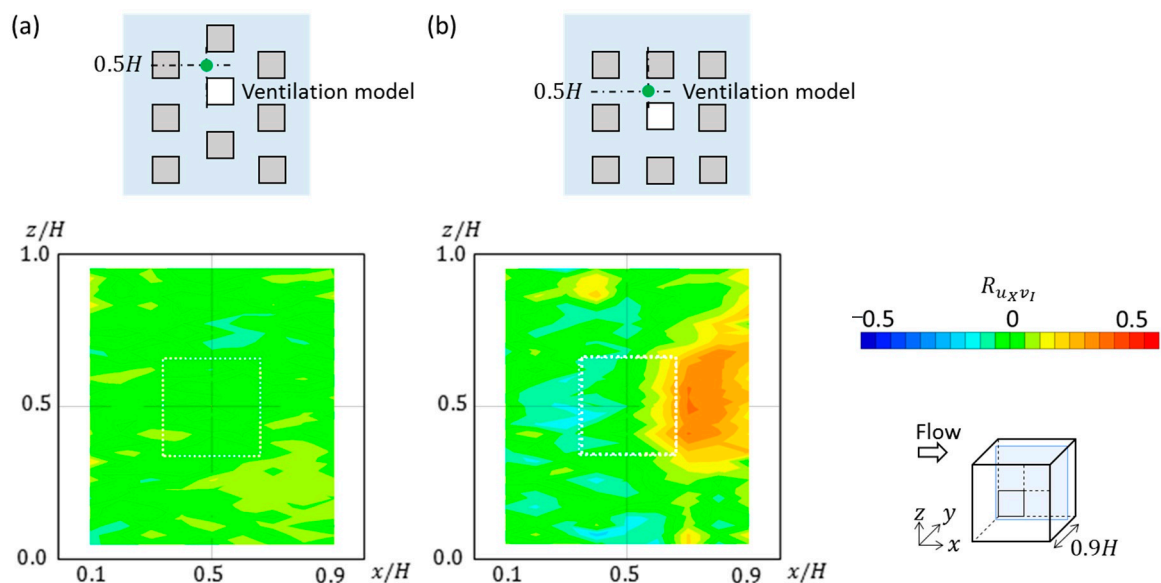 (a)
0.5H
Ventilation model
(b)
0.5H
Ventilation model
z/H
1.0
0.5
0.0
0.1
0.5
0.9
x/H
z/H
1.0
0.5
0.0
0.1
0.5
0.9
x/H
R_{u_X v_I}
−0.5
0
0.5
Flow
z
y
x
0.9H